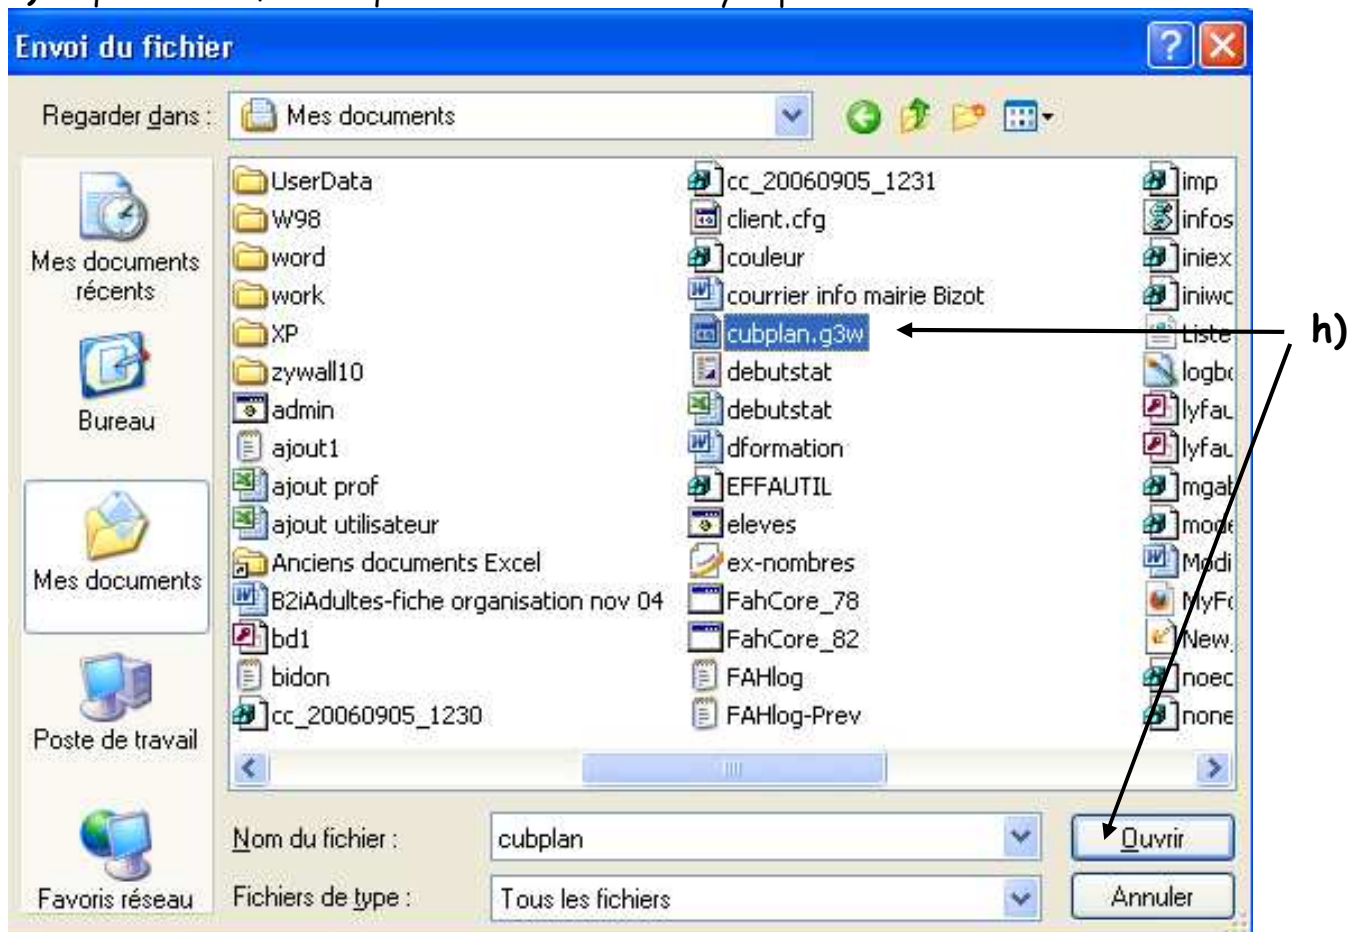 Envoi du fichier
Regarder dans :
Mes documents
Mes documents
récents
Bureau
Mes documents
Poste de travail
Favoris réseau
UserData
W98
word
work
XP
zywall10
admin
ajout1
ajout prof
ajout utilisateur
Anciens documents Excel
B2iAdultes-fiche organisation nov 04
bd1
bidon
cc_20060905_1230
cc_20060905_1231
client.cfg
couleur
courrier info mairie Bizot
cubplan.g3w
debutstat
debutstat
dformation
EFFAUTIL
eleves
ex-nombres
FahCore_78
FahCore_82
FAHlog
FAHlog-Prev
imp
infos
iniex
iniwc
Liste
logbo
lyfau
lyfau
mgab
mode
Modi
MyFo
New_
noec
none
h)
Nom du fichier :
cubplan
Ouvrir
Fichiers de type :
Tous les fichiers
Annuler